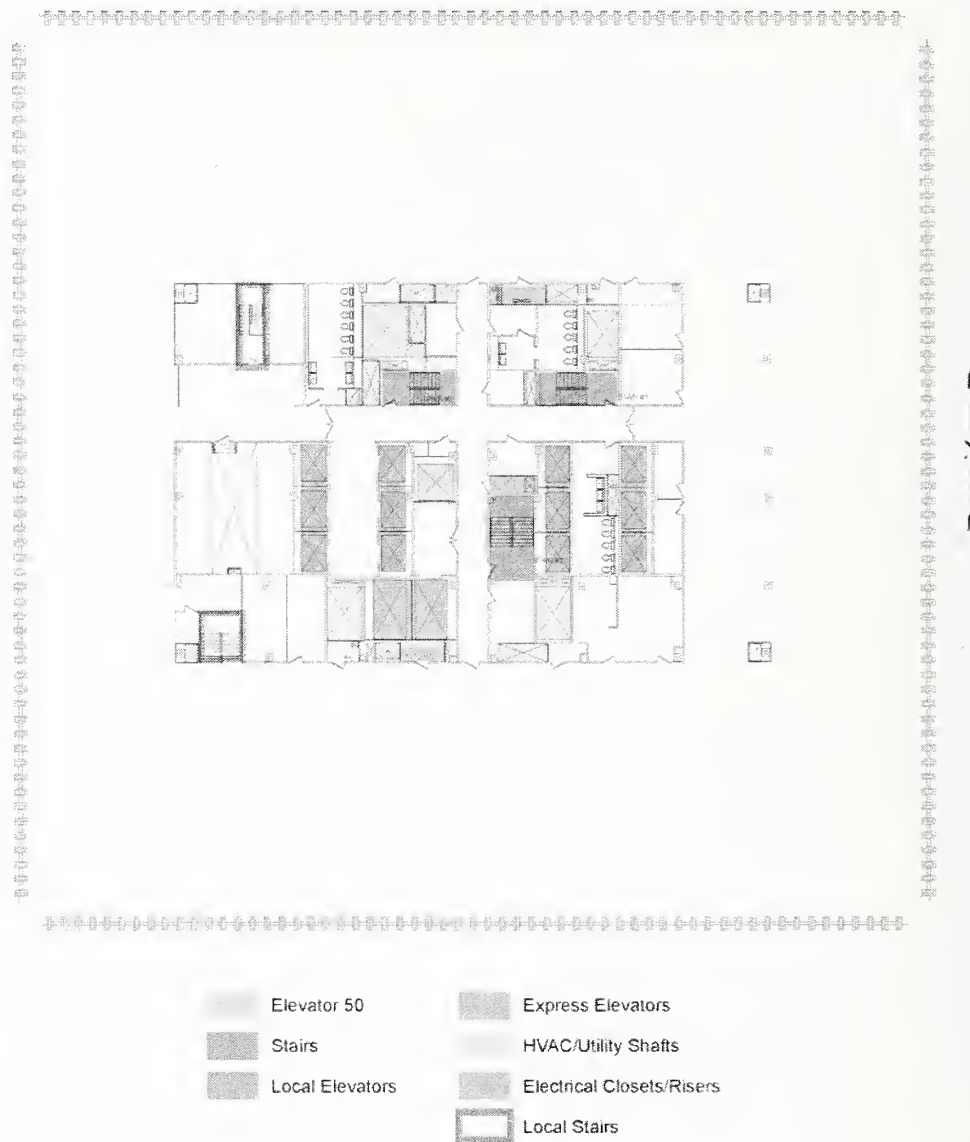 Elevator 50
Stairs
Local Elevators
Express Elevators
HVAC/Utility Shafts
Electrical Closets/Risers
Local Stairs